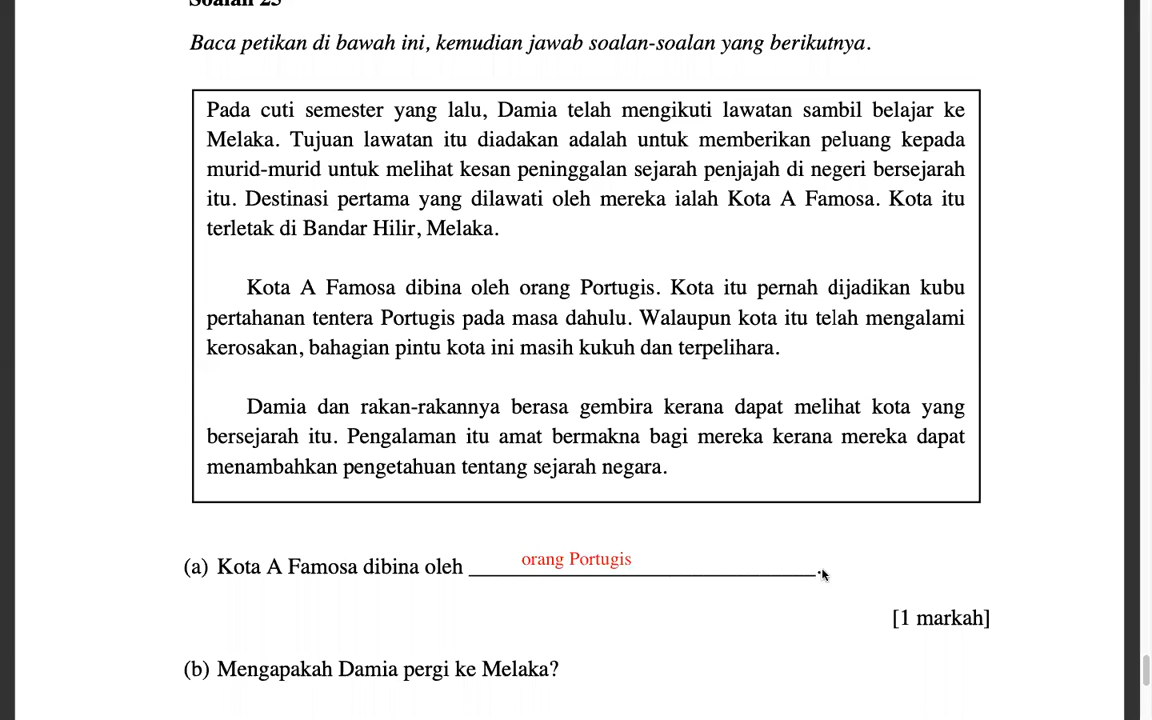 Soalan 25
Baca petikan di bawah ini, kemudian jawab soalan-soalan yang berikutnya.
Pada cuti semester yang lalu, Damia telah mengikuti lawatan sambil belajar ke
Melaka. Tujuan lawatan itu diadakan adalah untuk memberikan peluang kepada
murid-murid untuk melihat kesan peninggalan sejarah penjajah di negeri bersejarah
itu. Destinasi pertama yang dilawati oleh mereka ialah Kota A Famosa. Kota itu
terletak di Bandar Hilir, Melaka.
Kota A Famosa dibina oleh orang Portugis. Kota itu pernah dijadikan kubu
pertahanan tentera Portugis pada masa dahulu. Walaupun kota itu telah mengalami
kerosakan, bahagian pintu kota ini masih kukuh dan terpelihara.
Damia dan rakan-rakannya berasa gembira kerana dapat melihat kota yang
bersejarah itu. Pengalaman itu amat bermakna bagi mereka kerana mereka dapat
menambahkan pengetahuan tentang sejarah negara.
(a) Kota A Famosa dibina oleh orang Portugis.
[1 markah]
(b) Mengapakah Damia pergi ke Melaka?